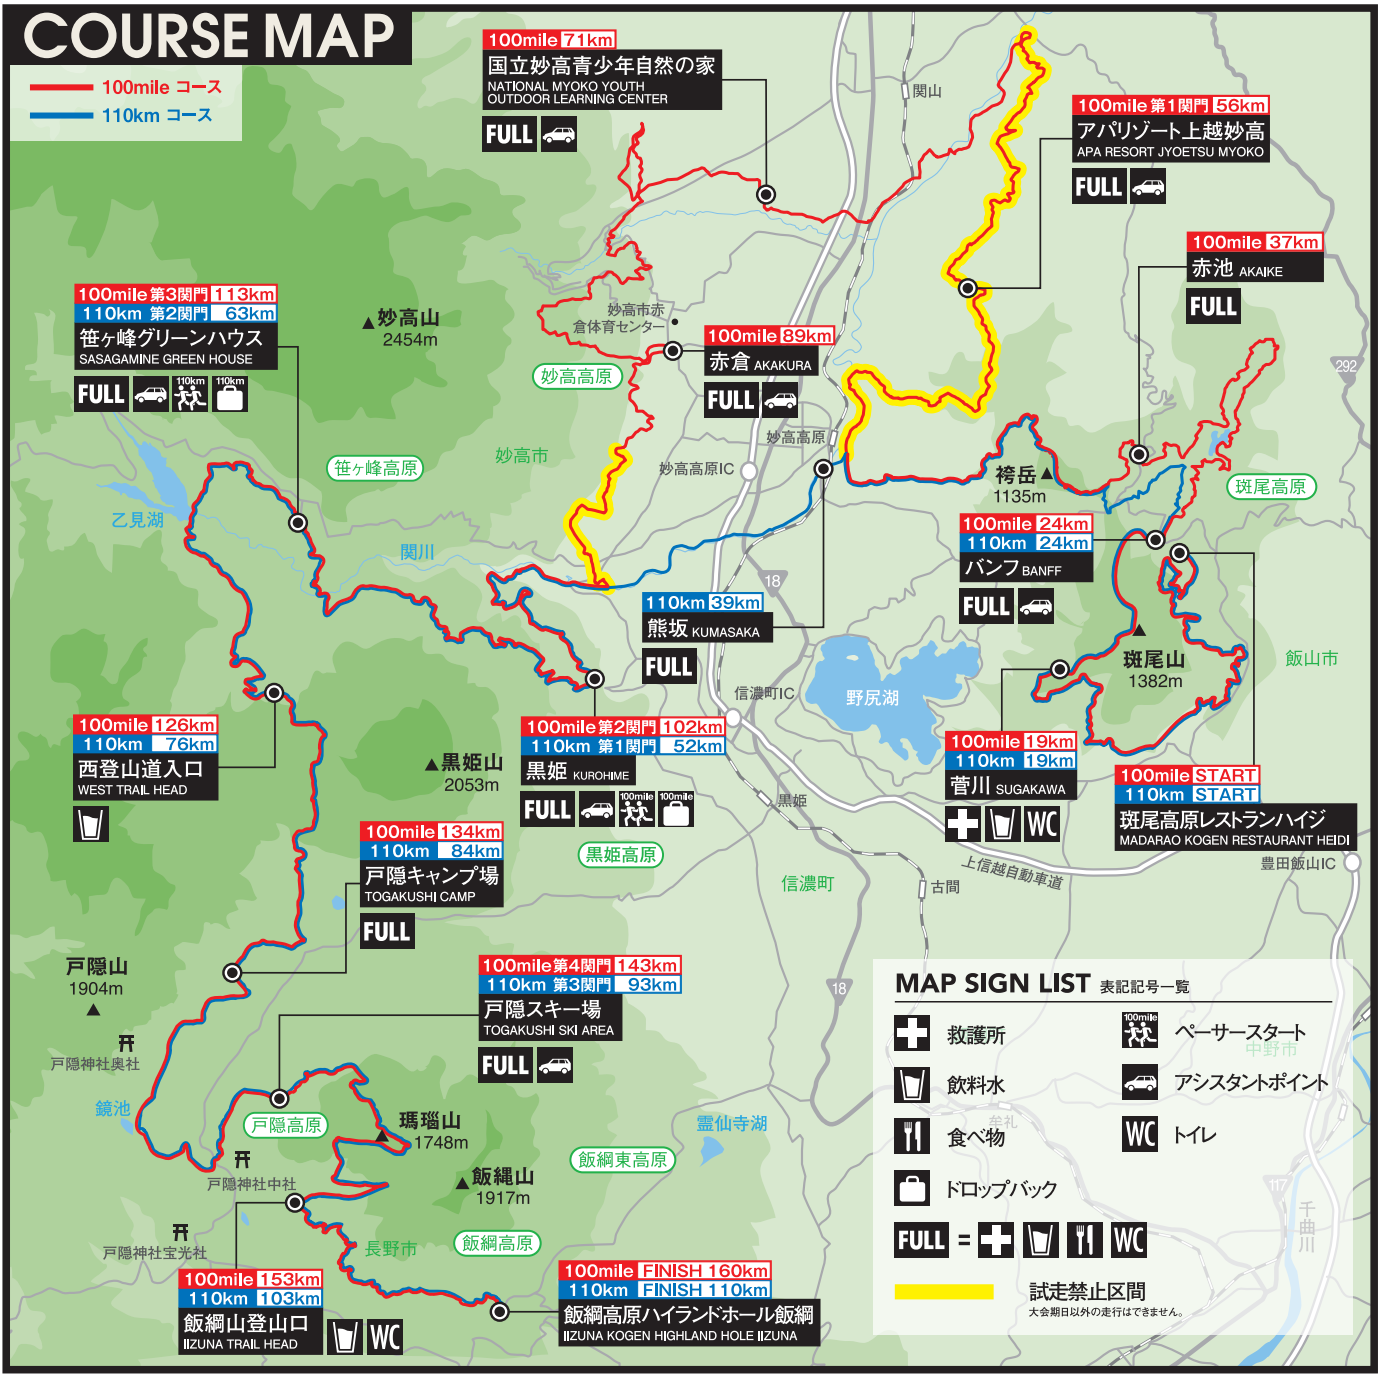 COURSE MAP
100mile コース
110km コース
100mile 71km
国立妙高青少年自然の家
NATIONAL MYOKO YOUTH
OUTDOOR LEARNING CENTER
FULL
関山
100mile 第1関門 56km
アパリゾート上越妙高
APA RESORT JYOETSU MYOKO
FULL
100mile 37km
赤池 AKAIKE
FULL
292
100mile 第3関門 113km
110km 第2関門 63km
笹ヶ峰グリーンハウス
SASAGAMINE GREEN HOUSE
FULL
110km
110km
妙高山
2454m
妙高市赤
倉体育センター
妙高高原
100mile 89km
赤倉 AKAKURA
FULL
妙高高原
妙高高原IC
妙高市
笹ヶ峰高原
乙見湖
関川
袴岳
1135m
斑尾高原
100mile 24km
110km 24km
バンフ BANFF
FULL
18
110km 39km
熊坂 KUMASAKA
FULL
斑尾山
1382m
飯山市
野尻湖
信濃町IC
100mile 126km
110km 76km
西登山道入口
WEST TRAIL HEAD
黒姫山
2053m
100mile 第2関門 102km
110km 第1関門 52km
黒姫 KUROHIME
FULL
100mile
100mile
黒姫
黒姫高原
100mile 19km
110km 19km
菅川 SUGAKAWA
WC
100mile START
110km START
斑尾高原レストランハイジ
MADARAO KOGEN RESTAURANT HEIDI
豊田飯山IC
上信越自動車道
古間
信濃町
100mile 134km
110km 84km
戸隠キャンプ場
TOGAKUSHI CAMP
FULL
戸隠山
1904m
戸隠神社奥社
鏡池
100mile 第4関門 143km
110km 第3関門 93km
戸隠スキー場
TOGAKUSHI SKI AREA
FULL
18
戸隠高原
瑪瑙山
1748m
飯縄山
1917m
飯綱東高原
霊仙寺湖
戸隠神社中社
戸隠神社宝光社
長野市
飯綱高原
100mile 153km
110km 103km
飯綱山登山口
IIZUNA TRAIL HEAD
WC
100mile FINISH 160km
110km FINISH 110km
飯綱高原ハイランドホール飯綱
IIZUNA KOGEN HIGHLAND HOLE IIZUNA
MAP SIGN LIST 表記記号一覧
救護所
100mile
ペーサースタート
中野市
飲料水
アシスタントポイント
食べ物
牟礼
WC
トイレ
ドロップバック
117
千曲川
FULL = WC
試走禁止区間
大会期日以外の走行はできません。